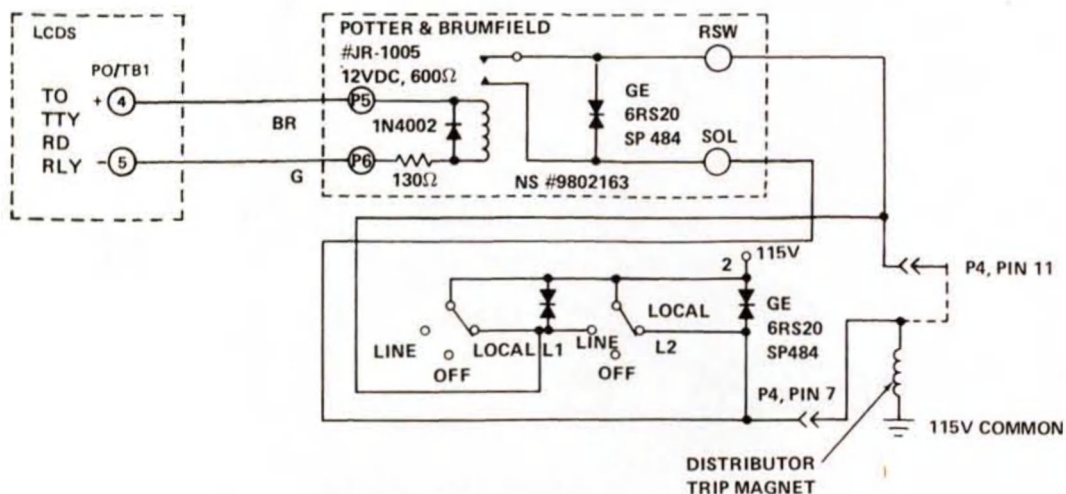 LCDS
PO/TB1
TO
TTY
RD
RLY
+
4
–
5
BR
G
POTTER & BRUMFIELD
#JR-1005
12VDC, 600Ω
P5
1N4002
P6
130Ω
RSW
GE
6RS20
SP 484
SOL
NS #9802163
2
115V
LOCAL
GE
6RS20
SP484
LINE
LOCAL L1
LINE
L2
OFF
OFF
P4, PIN 11
P4, PIN 7
115V COMMON
DISTRIBUTOR
TRIP MAGNET